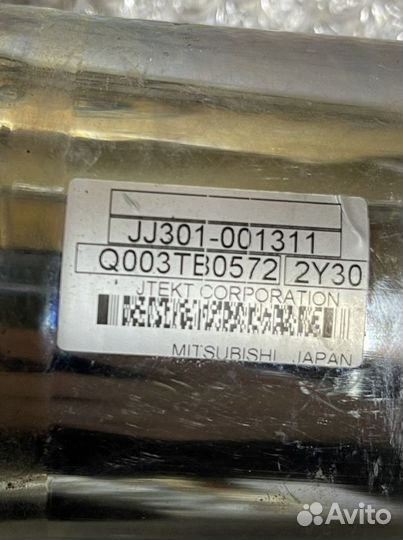 JJ301-001311
Q003TB0572 2Y30
JTEKT CORPORATION
MITSUBISHI JAPAN
Avito